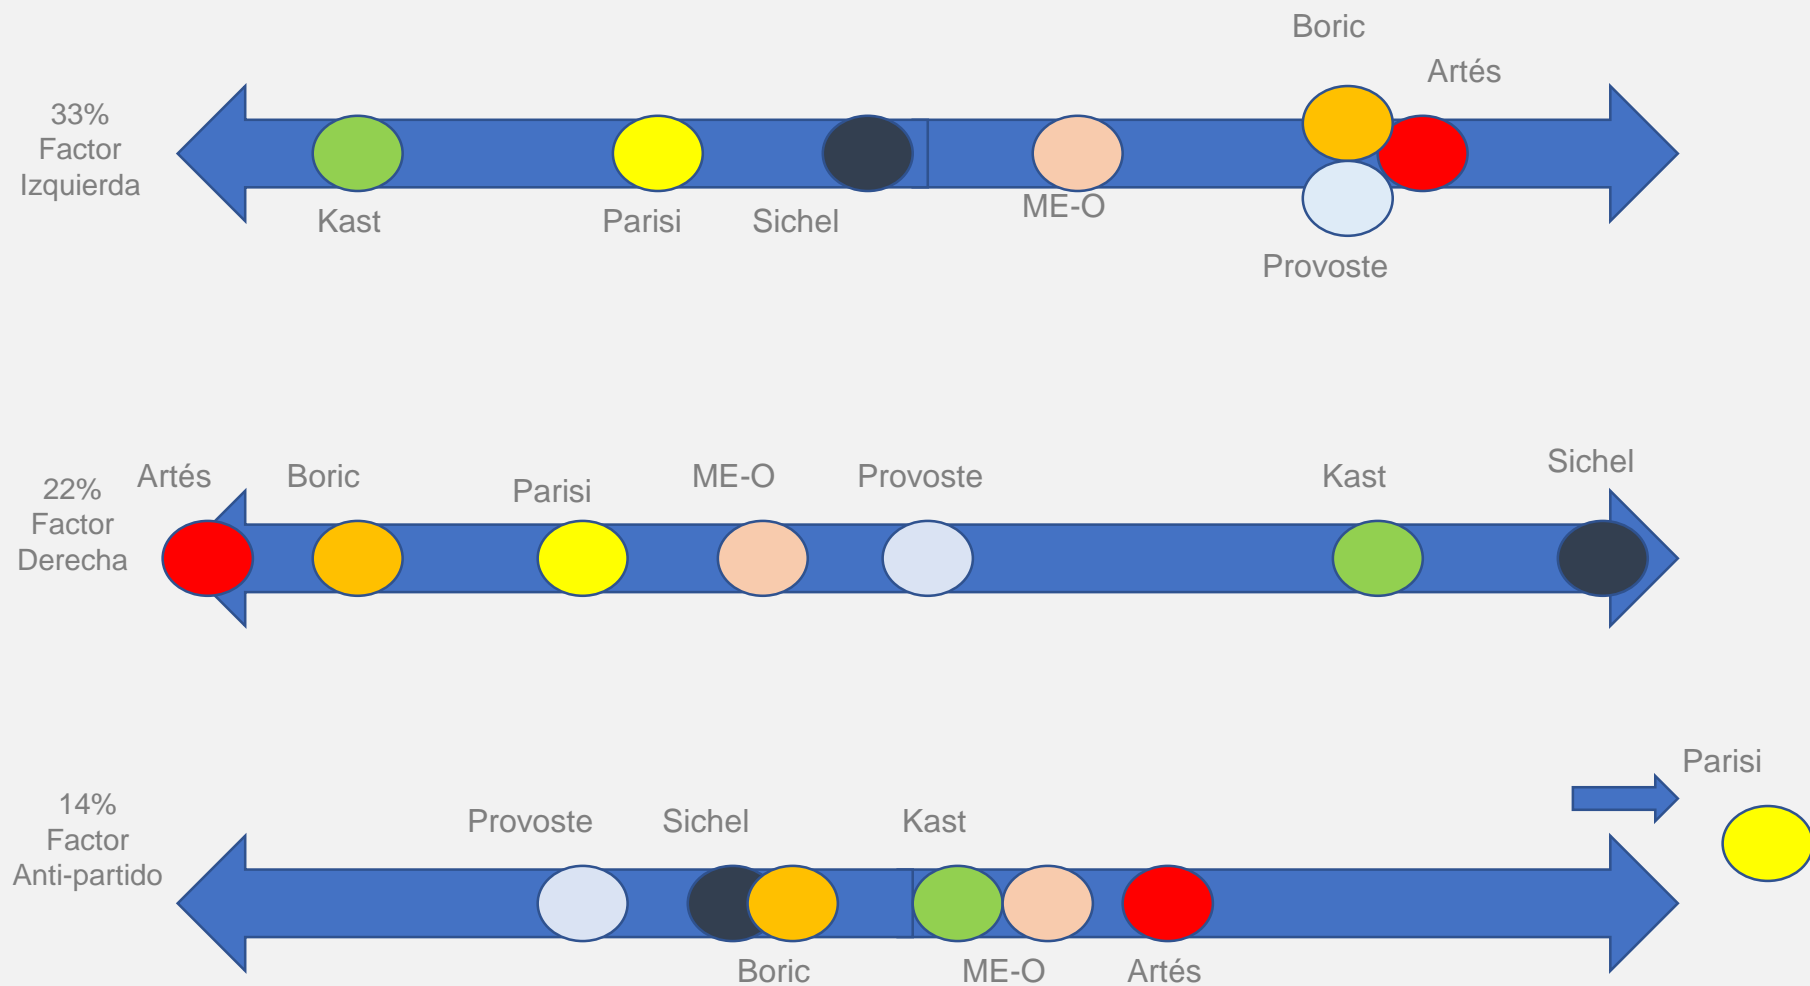 Boric
Artés
33%
Factor
Izquierda
Kast
Parisi
Sichel
ME-O
Provoste
Artés
Boric
Parisi
ME-O
Provoste
Kast
Sichel
22%
Factor
Derecha
Parisi
14%
Factor
Anti-partido
Provoste
Sichel
Kast
Boric
ME-O
Artés